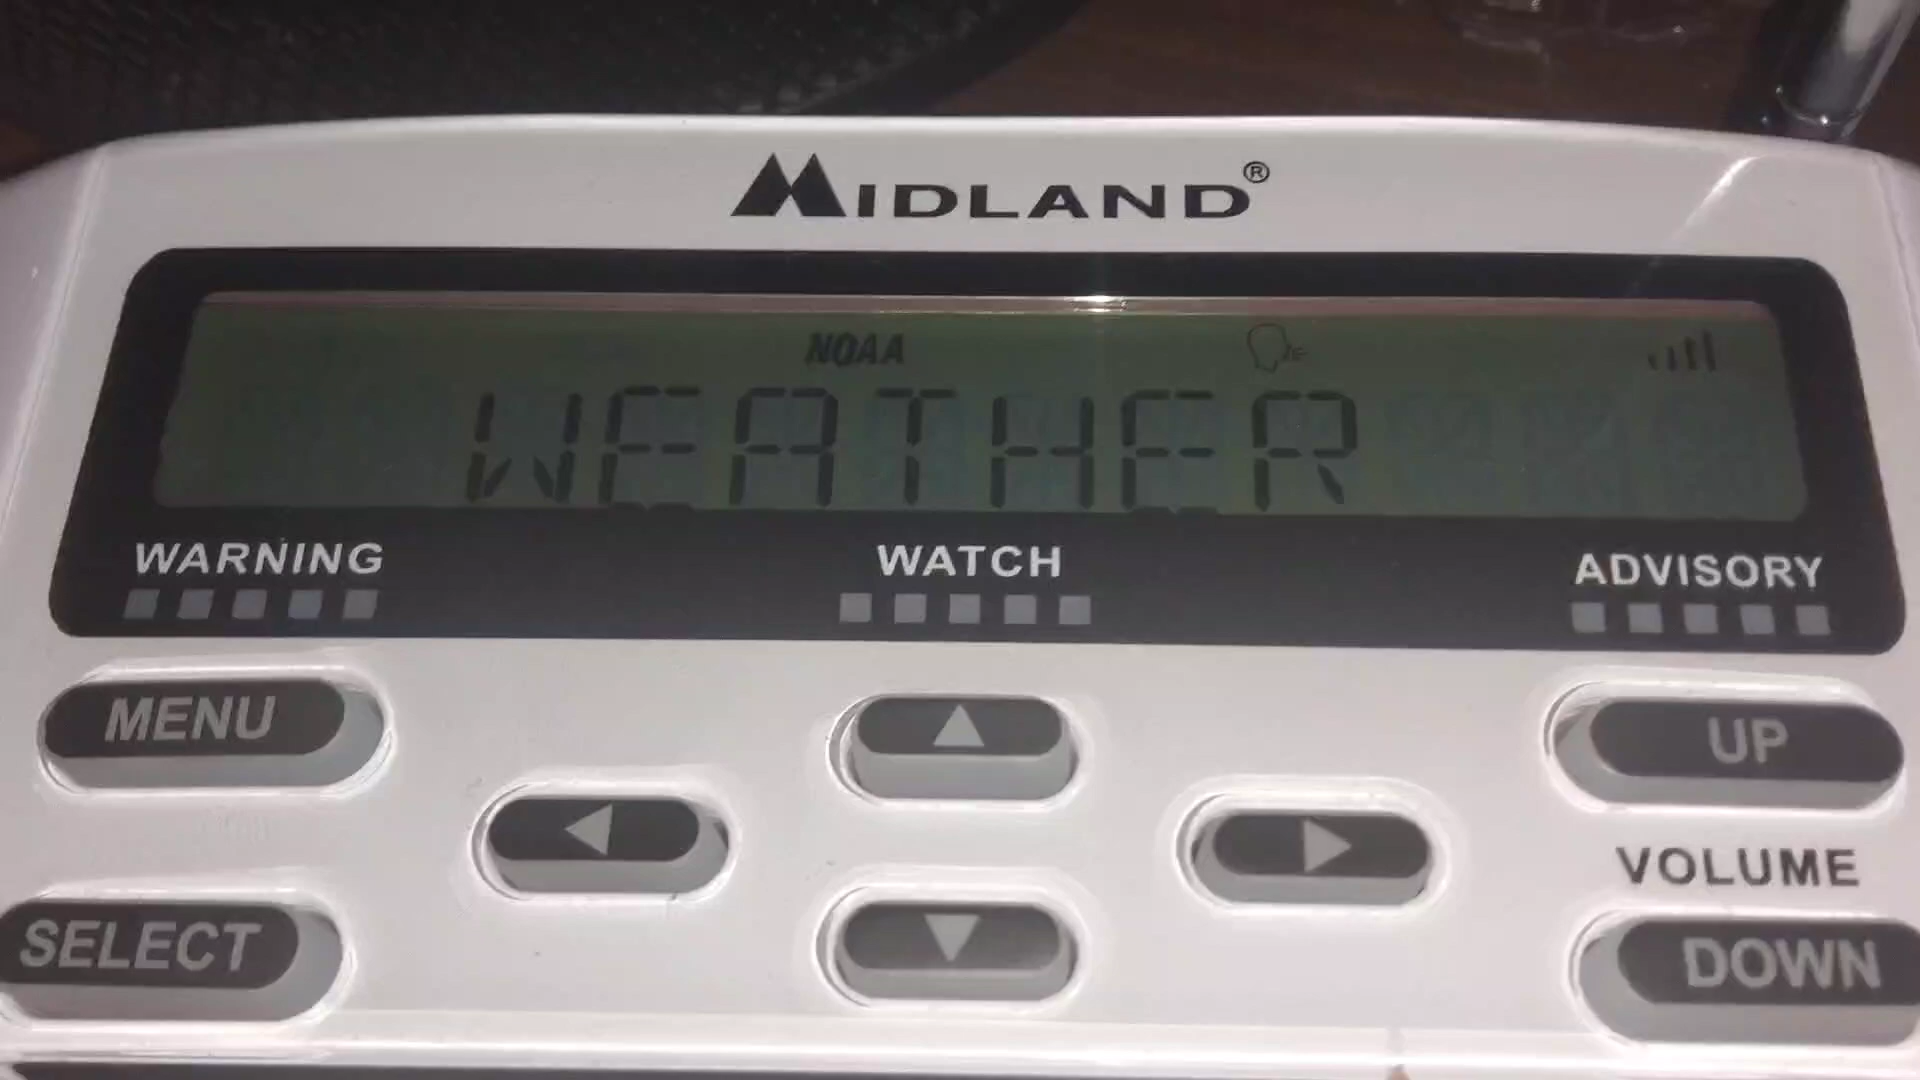 MIDLAND®
NOAA
WEATHER
WARNING WATCH ADVISORY
MENU
UP
VOLUME
SELECT
DOWN